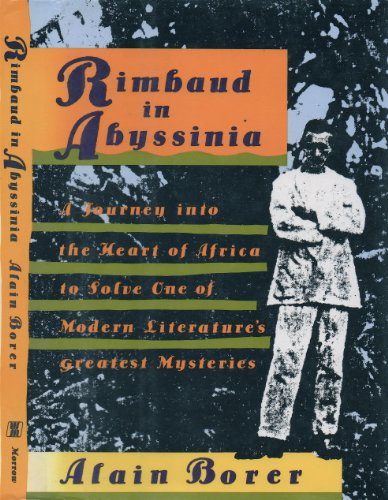 Rimbaud in Abyssinia Alain Borer WM Morrow
Rimbaud
in
Abyssinia
A Journey into
the Heart of Africa
to Solve One of
Modern Literature's
Greatest Mysteries
Alain Borer